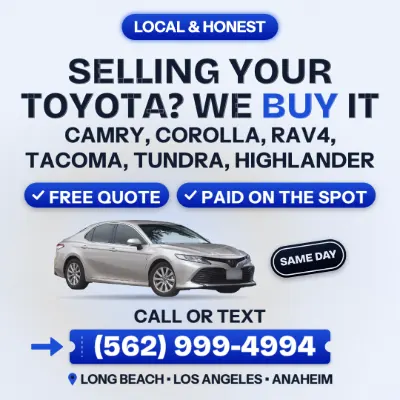 LOCAL & HONEST
SELLING YOUR
TOYOTA? WE BUY IT
CAMRY, COROLLA, RAV4,
TACOMA, TUNDRA, HIGHLANDER
✓ FREE QUOTE
✓ PAID ON THE SPOT
SAME DAY
CALL OR TEXT
(562) 999-4994
LONG BEACH • LOS ANGELES • ANAHEIM